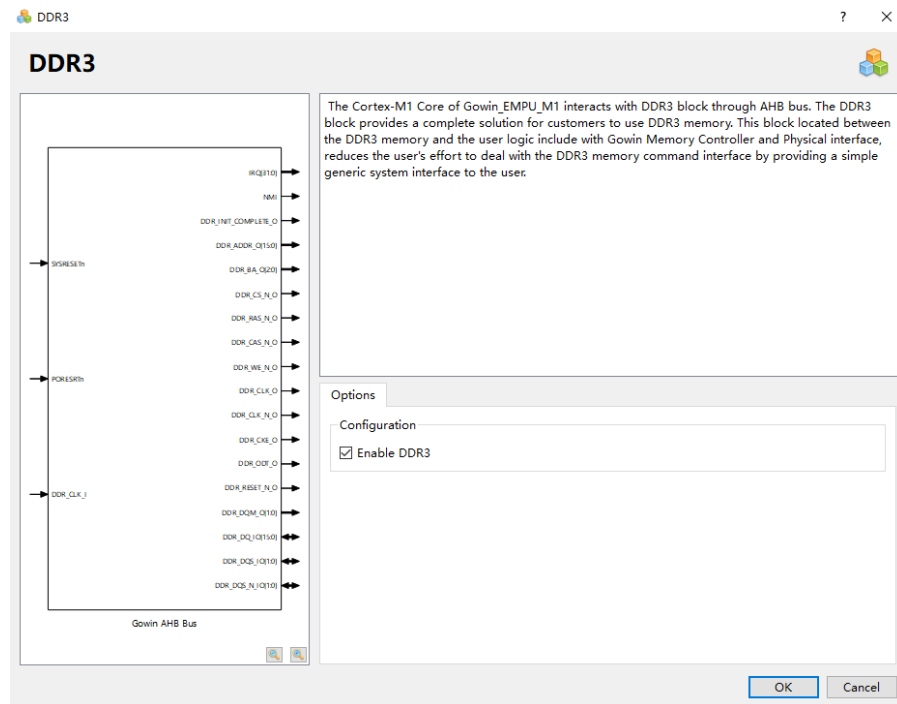 DDR3
?
DDR3
IRQ[31:0]
NMI
DDR_INIT_COMPLETE_O
DDR_ADDR_O[15:0]
SYSRESETn
DDR_BA_O[2:0]
DDR_CS_N_O
DDR_RAS_N_O
DDR_CAS_N_O
DDR_WE_N_O
PORESRTn
DDR_CLK_O
DDR_CLK_N_O
DDR_CKE_O
DDR_ODT_O
DDR_RESET_N_O
DDR_CLK_I
DDR_DQM_O[1:0]
DDR_DQ_IO[15:0]
DDR_DQS_IO[1:0]
DDR_DQS_N_IO[1:0]
Gowin AHB Bus
The Cortex-M1 Core of Gowin_EMPU_M1 interacts with DDR3 block through AHB bus. The DDR3
block provides a complete solution for customers to use DDR3 memory. This block located between
the DDR3 memory and the user logic include with Gowin Memory Controller and Physical interface,
reduces the user's effort to deal with the DDR3 memory command interface by providing a simple
generic system interface to the user.
Options
Configuration
Enable DDR3
OK
Cancel